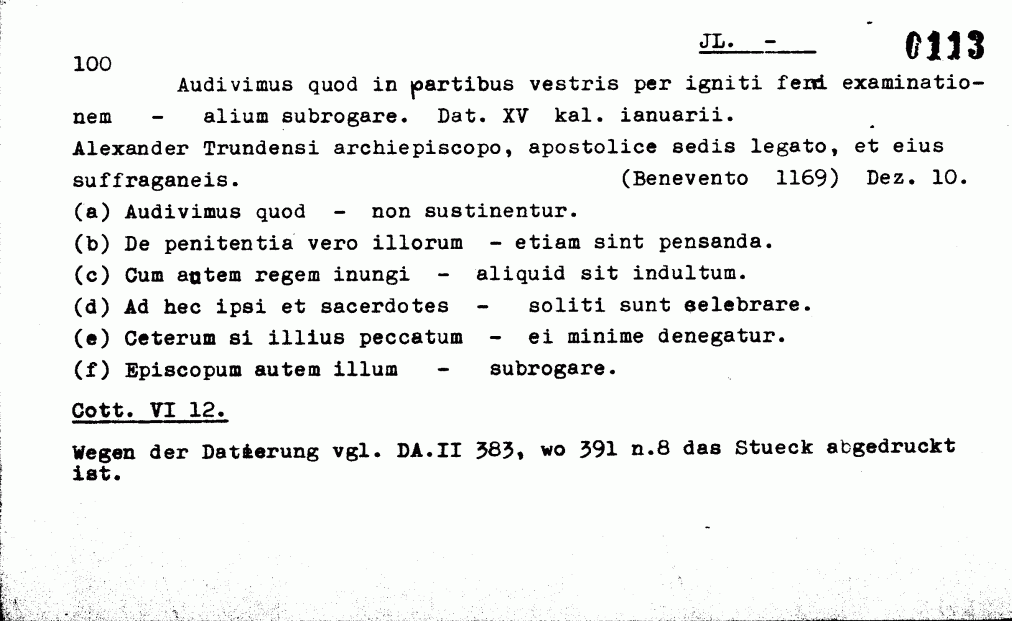 JL. -
0113
100
Audivimus quod in partibus vestris per igniti ferri examinatio-
nem - alium subrogare. Dat. XV kal. ianuarii.
Alexander Trundensi archiepiscopo, apostolice sedis legato, et eius
suffraganeis. (Benevento 1169) Dez. 10.
(a) Audivimus quod - non sustinentur.
(b) De penitentia vero illorum - etiam sint pensanda.
(c) Cum autem regem inungi - aliquid sit indultum.
(d) Ad hec ipsi et sacerdotes - soliti sunt celebrare.
(e) Ceterum si illius peccatum - ei minime denegatur.
(f) Episcopum autem illum - subrogare.
Cott. VI 12.
Wegen der Datierung vgl. DA.II 383, wo 391 n.8 das Stueck abgedruckt
ist.